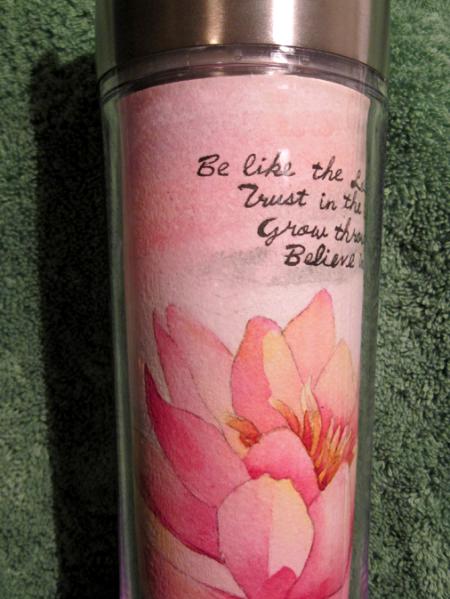 Be like the
Trust in the
Grow
Believe